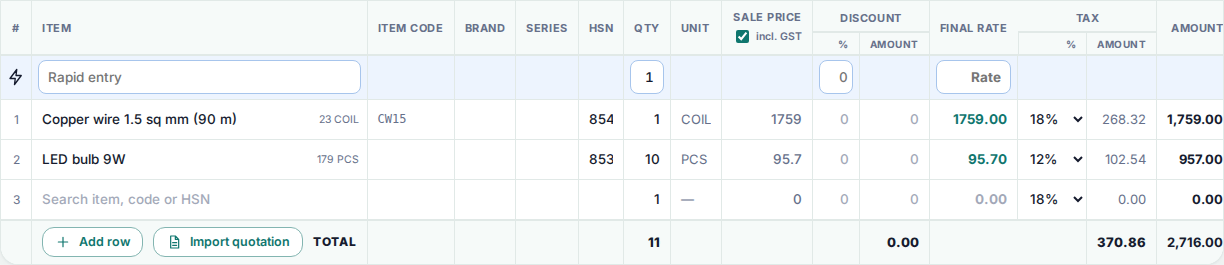 # ITEM ITEM CODE BRAND SERIES HSN QTY UNIT SALE PRICE incl. GST DISCOUNT % AMOUNT FINAL RATE TAX % AMOUNT AMOUNT
Rapid entry 1 0 Rate
1 Copper wire 1.5 sq mm (90 m) 23 COIL CW15 854 1 COIL 1759 0 0 1759.00 18% 268.32 1,759.00
2 LED bulb 9W 179 PCS 853 10 PCS 95.7 0 0 95.70 12% 102.54 957.00
3 Search item, code or HSN 1 — 0 0 0 0.00 18% 0.00 0.00
+ Add row Import quotation TOTAL 11 0.00 370.86 2,716.00